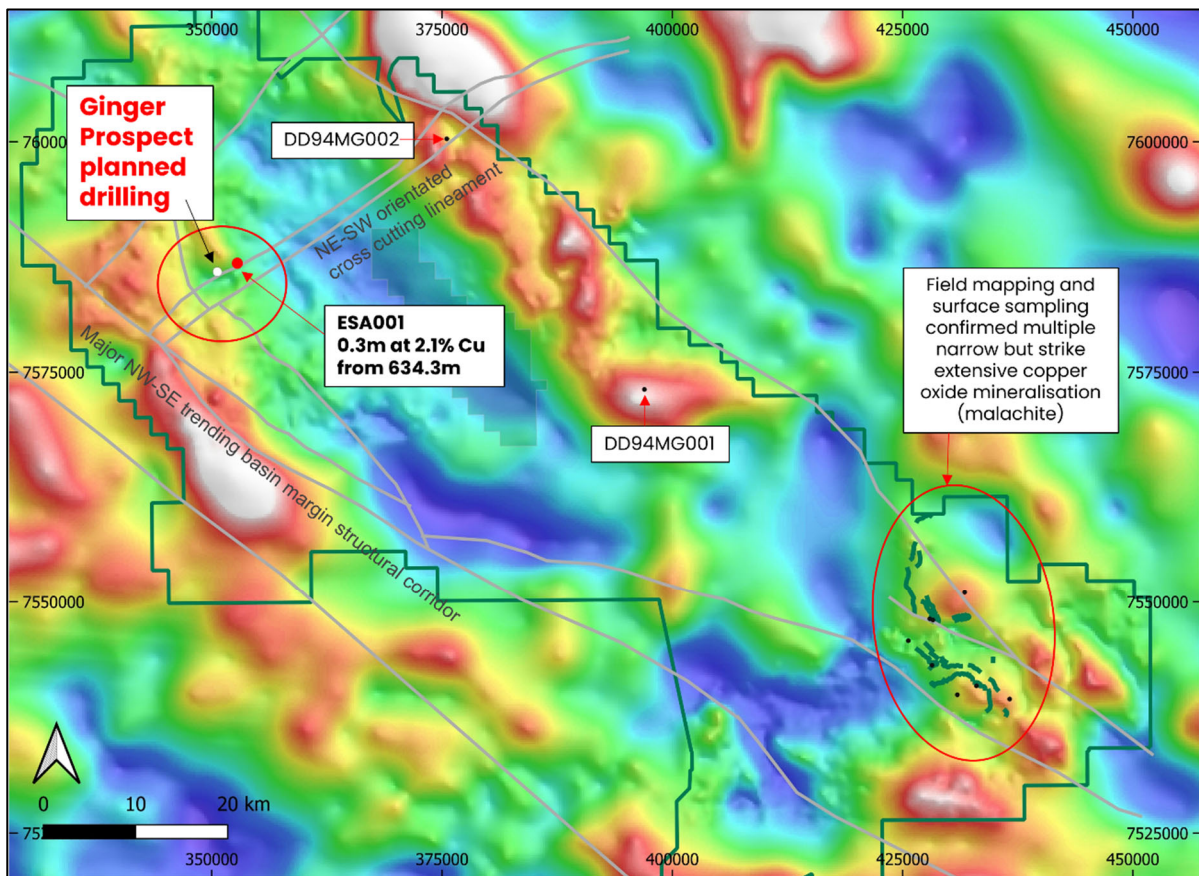 350000
375000
400000
425000
450000
Ginger
Prospect
planned
drilling
7600000
DD94MG002
NE-SW orientated
cross cutting lineament
ESA001
0.3m at 2.1% Cu
from 634.3m
Field mapping and
surface sampling
confirmed multiple
narrow but strike
extensive copper
oxide mineralisation
(malachite)
7575000
7575000
DD94MG001
Major NW-SE trending basin margin structural corridor
7550000
7550000
0 10 20 km
7525000
350000
375000
400000
425000
450000